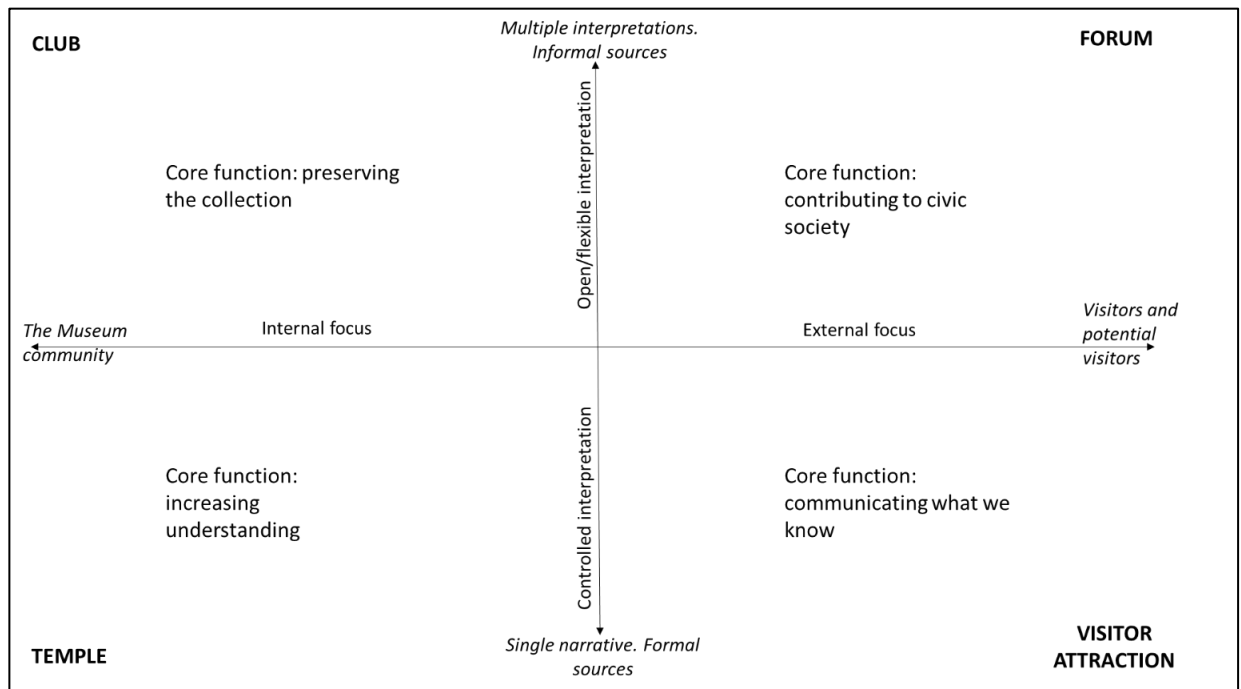 CLUB
Multiple interpretations.
Informal sources
FORUM
Open/flexible interpretation
Core function: preserving
the collection
Core function:
contributing to civic
society
The Museum
community
Internal focus
External focus
Visitors and
potential
visitors
Controlled interpretation
Core function:
increasing
understanding
Core function:
communicating what we
know
TEMPLE
Single narrative. Formal
sources
VISITOR
ATTRACTION